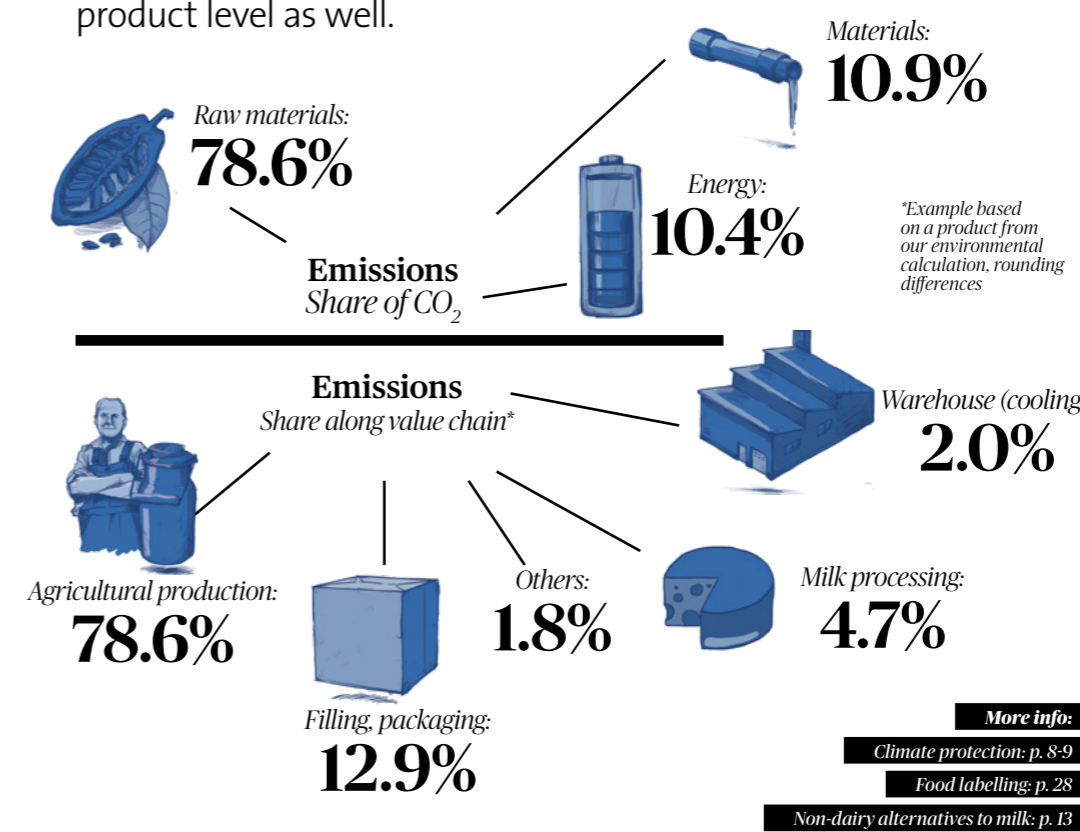 product level as well.
Materials:
10.9%
Raw materials:
78.6%
Energy:
10.4%
*Example based
on a product from
our environmental
calculation, rounding
differences
Emissions
Share of CO₂
Emissions
Share along value chain*
Warehouse (cooling
2.0%
Agricultural production:
78.6%
Others:
1.8%
Milk processing:
4.7%
Filling, packaging:
12.9%
More info:
Climate protection: p. 8-9
Food labelling: p. 28
Non-dairy alternatives to milk: p. 13